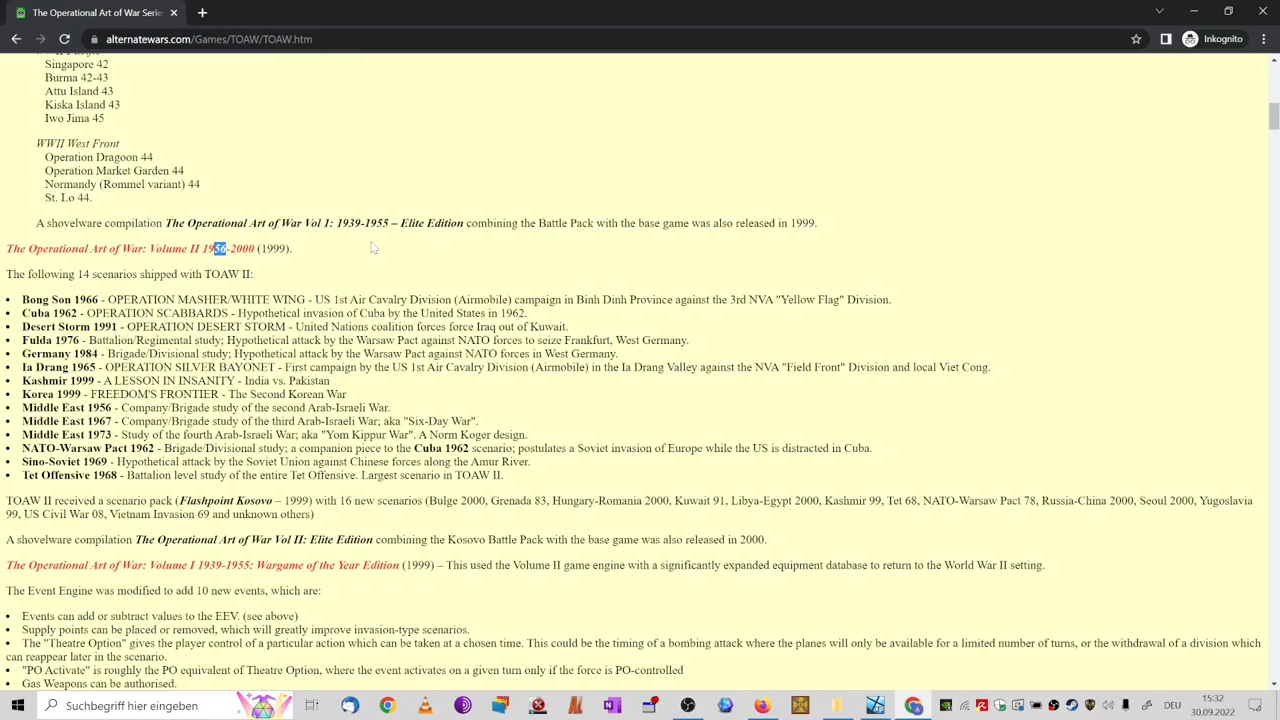 The Operational Art of War Serie
alternatewars.com/Games/TOAW/TOAW.htm
Inkognito
Singapore 42
Burma 42-43
Attu Island 43
Kiska Island 43
Iwo Jima 45
WWII West Front
Operation Dragoon 44
Operation Market Garden 44
Normandy (Rommel variant) 44
St. Lo 44.
A shovelware compilation The Operational Art of War Vol 1: 1939-1955 – Elite Edition combining the Battle Pack with the base game was also released in 1999.
The Operational Art of War: Volume II 1956-2000 (1999).
The following 14 scenarios shipped with TOAW II:
• Bong Son 1966 - OPERATION MASHER/WHITE WING - US 1st Air Cavalry Division (Airmobile) campaign in Binh Dinh Province against the 3rd NVA "Yellow Flag" Division.
• Cuba 1962 - OPERATION SCABBARDS - Hypothetical invasion of Cuba by the United States in 1962.
• Desert Storm 1991 - OPERATION DESERT STORM - United Nations coalition forces force Iraq out of Kuwait.
• Fulda 1976 - Battalion/Regimental study; Hypothetical attack by the Warsaw Pact against NATO forces to seize Frankfurt, West Germany.
• Germany 1984 - Brigade/Divisional study; Hypothetical attack by the Warsaw Pact against NATO forces in West Germany.
• Ia Drang 1965 - OPERATION SILVER BAYONET - First campaign by the US 1st Air Cavalry Division (Airmobile) in the Ia Drang Valley against the NVA "Field Front" Division and local Viet Cong.
• Kashmir 1999 - A LESSON IN INSANITY - India vs. Pakistan
• Korea 1999 - FREEDOM'S FRONTIER - The Second Korean War
• Middle East 1956 - Company/Brigade study of the second Arab-Israeli War.
• Middle East 1967 - Company/Brigade study of the third Arab-Israeli War; aka "Six-Day War".
• Middle East 1973 - Study of the fourth Arab-Israeli War; aka "Yom Kippur War". A Norm Koger design.
• NATO-Warsaw Pact 1962 - Brigade/Divisional study; a companion piece to the Cuba 1962 scenario; postulates a Soviet invasion of Europe while the US is distracted in Cuba.
• Sino-Soviet 1969 - Hypothetical attack by the Soviet Union against Chinese forces along the Amur River.
• Tet Offensive 1968 - Battalion level study of the entire Tet Offensive. Largest scenario in TOAW II.
TOAW II received a scenario pack (Flashpoint Kosovo – 1999) with 16 new scenarios (Bulge 2000, Grenada 83, Hungary-Romania 2000, Kuwait 91, Libya-Egypt 2000, Kashmir 99, Tet 68, NATO-Warsaw Pact 78, Russia-China 2000, Seoul 2000, Yugoslavia
99, US Civil War 08, Vietnam Invasion 69 and unknown others)
A shovelware compilation The Operational Art of War Vol II: Elite Edition combining the Kosovo Battle Pack with the base game was also released in 2000.
The Operational Art of War: Volume I 1939-1955: Wargame of the Year Edition (1999) – This used the Volume II game engine with a significantly expanded equipment database to return to the World War II setting.
The Event Engine was modified to add 10 new events, which are:
• Events can add or subtract values to the EEV. (see above)
• Supply points can be placed or removed, which will greatly improve invasion-type scenarios.
• The "Theatre Option" gives the player control of a particular action which can be taken at a chosen time. This could be the timing of a bombing attack where the planes will only be available for a limited number of turns, or the withdrawal of a division which
can reappear later in the scenario.
• "PO Activate" is roughly the PO equivalent of Theatre Option, where the event activates on a given turn only if the force is PO-controlled
• Gas Weapons can be authorised.
Suchbegriff hier eingeben
DEU
15:32
30.09.2022